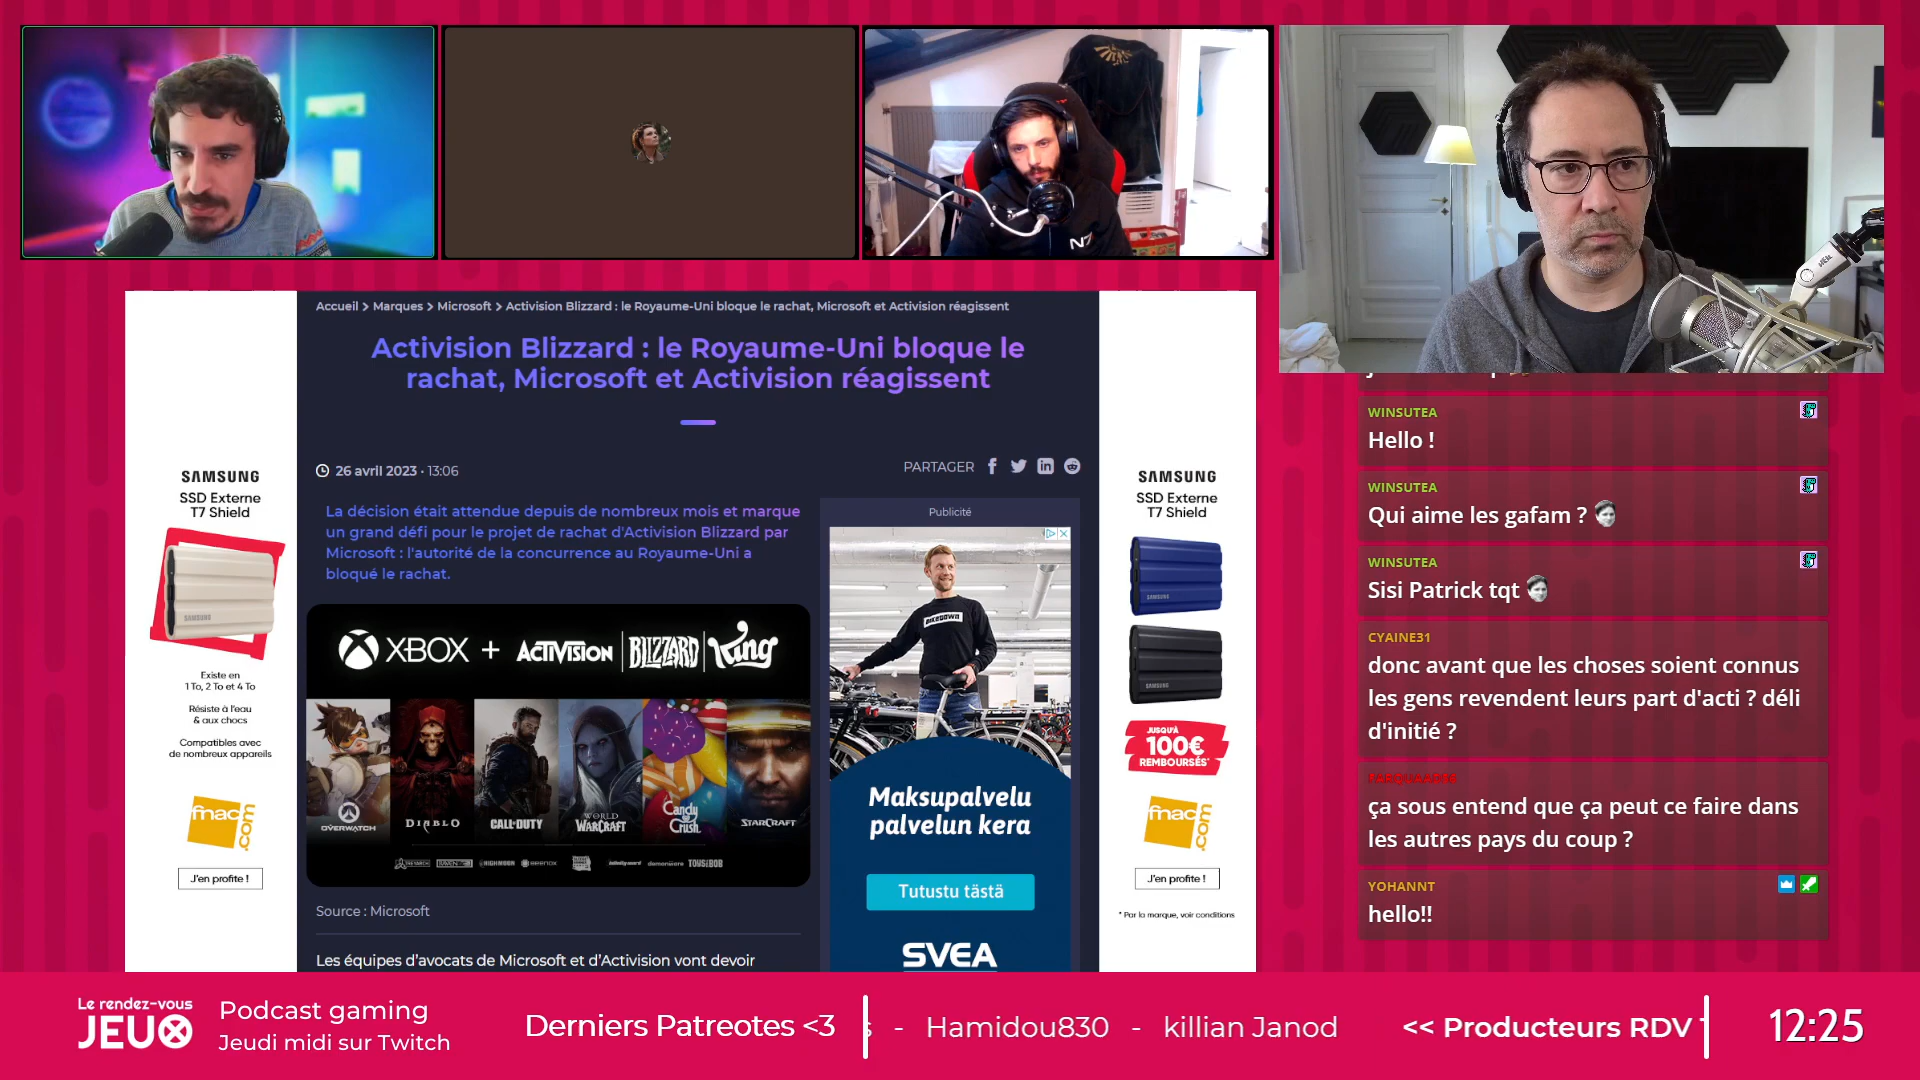 Accueil > Marques > Microsoft > Activision Blizzard : le Royaume-Uni bloque le rachat, Microsoft et Activision réagissent
Activision Blizzard : le Royaume-Uni bloque le
rachat, Microsoft et Activision réagissent
26 avril 2023 • 13:06
PARTAGER
La décision était attendue depuis de nombreux mois et marque
un grand défi pour le projet de rachat d'Activision Blizzard par
Microsoft : l'autorité de la concurrence au Royaume-Uni a
bloqué le rachat.
XBOX + ACTIVISION BLIZZARD King
OVERWATCH
DIABLO
CALL OF DUTY
WORLD
WARCRAFT
Candy
Crush
STARCRAFT
TOYS BOB
Source : Microsoft
Les équipes d'avocats de Microsoft et d'Activision vont devoir
SAMSUNG
SSD Externe
T7 Shield
SAMSUNG
Existe en
1 To, 2 To et 4 To
Résiste à l'eau
& aux chocs
Compatibles avec
de nombreux appareils
fnac.com
J'en profite !
Publicité
Maksupalvelu
palvelun kera
Tutustu tästä
SVEA
SAMSUNG
SSD Externe
T7 Shield
SAMSUNG
SAMSUNG
JUSQU'À
100€
REMBOURSÉS*
fnac.com
J'en profite !
* Par la marque, voir conditions
N7
WINSUTEA
Hello !
WINSUTEA
Qui aime les gafam ?
WINSUTEA
Sisi Patrick tqt
CYAINE31
donc avant que les choses soient connus
les gens revendent leurs part d'acti ? déli
d'initié ?
ça sous entend que ça peut ce faire dans
les autres pays du coup ?
YOHANNT
hello!!
Le rendez-vous
JEUX
Podcast gaming
Jeudi midi sur Twitch
Derniers Patreotes <3
s - Hamidou830 - killian Janod
<< Producteurs RDV
12:25